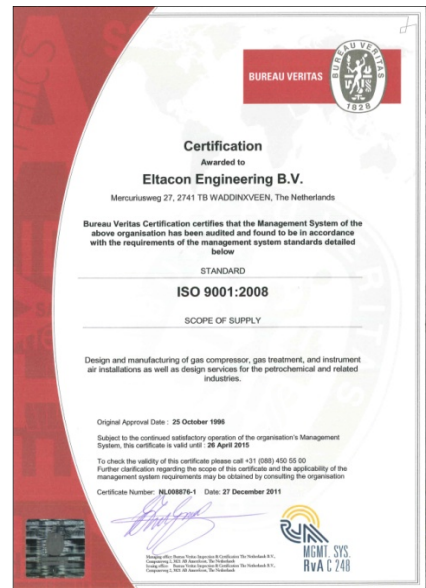 BUREAU VERITAS
BUREAU VERITAS
1828
Certification
Awarded to
Eltacon Engineering B.V.
Mercuriusweg 27, 2741 TB WADDINXVEEN, The Netherlands
Bureau Veritas Certification certifies that the Management System of the
above organisation has been audited and found to be in accordance
with the requirements of the management system standards detailed
below
STANDARD
ISO 9001:2008
SCOPE OF SUPPLY
Design and manufacturing of gas compressor, gas treatment, and instrument
air installations as well as design services for the petrochemical and related
industries.
Original Approval Date : 25 October 1996
Subject to the continued satisfactory operation of the organisation's Management
System, this certificate is valid until : 26 April 2015
To check the validity of this certificate please call +31 (088) 450 55 00
Further clarification regarding the scope of this certificate and the applicability of the
management system requirements may be obtained by consulting the organisation
Certificate Number: NL008876-1 Date: 27 December 2011
MGMT. SYS.
RvA C 248